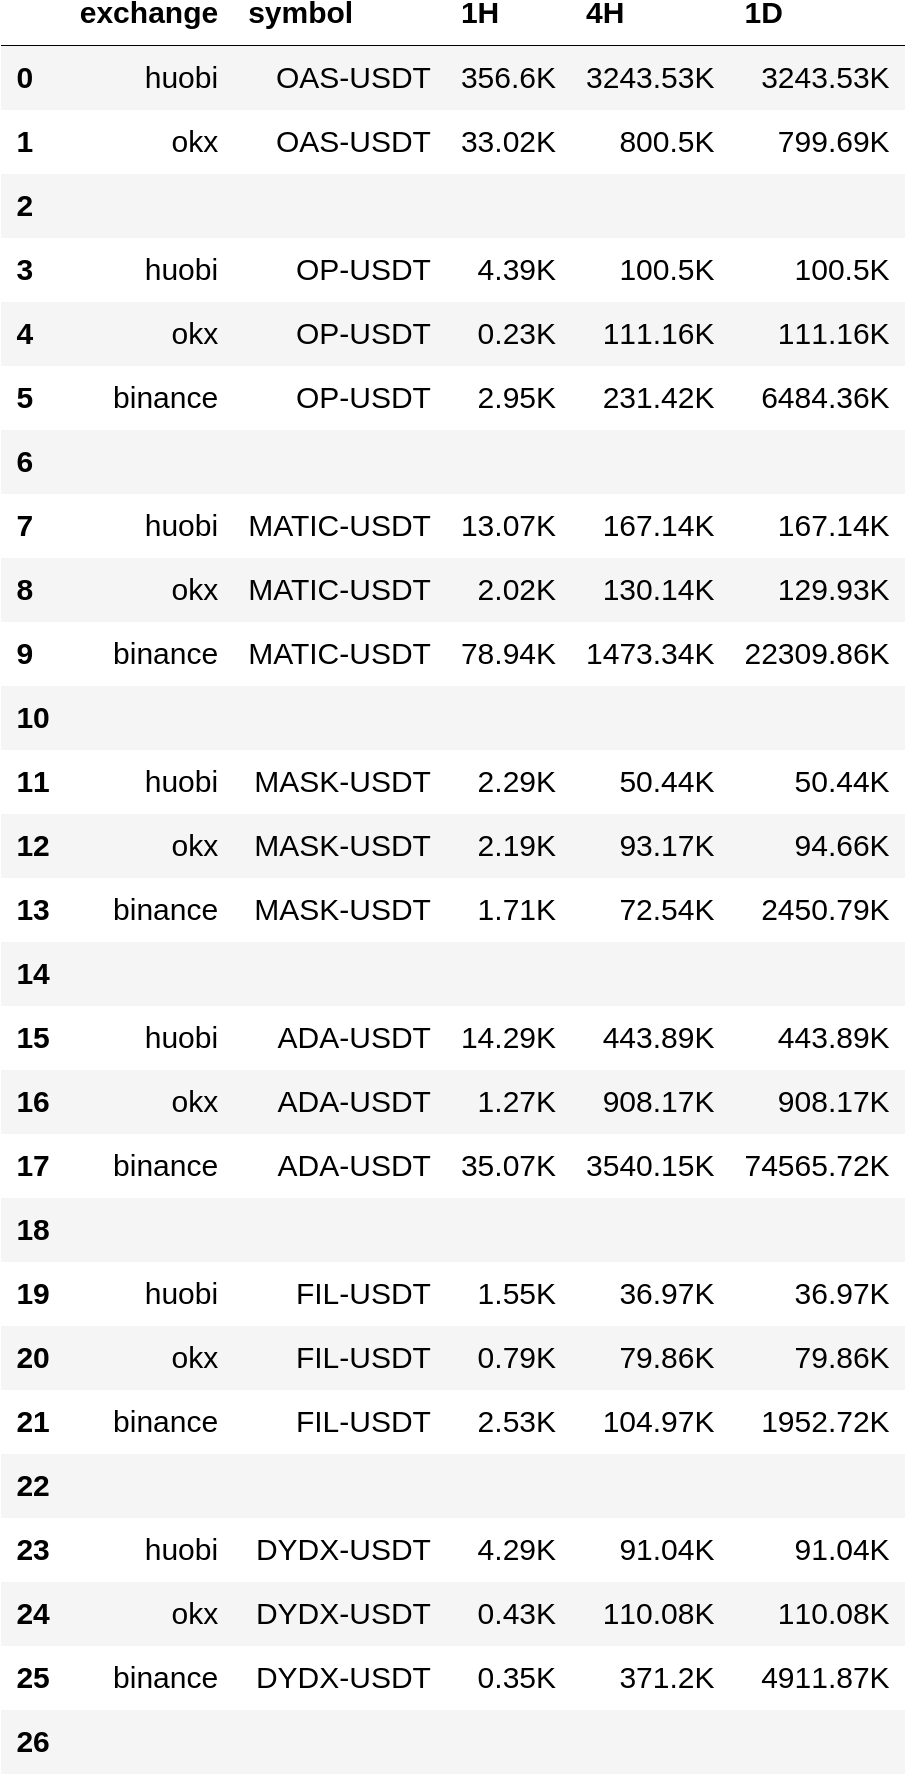 exchange symbol 1H 4H 1D
0 huobi OAS-USDT 356.6K 3243.53K 3243.53K
1 okx OAS-USDT 33.02K 800.5K 799.69K
2
3 huobi OP-USDT 4.39K 100.5K 100.5K
4 okx OP-USDT 0.23K 111.16K 111.16K
5 binance OP-USDT 2.95K 231.42K 6484.36K
6
7 huobi MATIC-USDT 13.07K 167.14K 167.14K
8 okx MATIC-USDT 2.02K 130.14K 129.93K
9 binance MATIC-USDT 78.94K 1473.34K 22309.86K
10
11 huobi MASK-USDT 2.29K 50.44K 50.44K
12 okx MASK-USDT 2.19K 93.17K 94.66K
13 binance MASK-USDT 1.71K 72.54K 2450.79K
14
15 huobi ADA-USDT 14.29K 443.89K 443.89K
16 okx ADA-USDT 1.27K 908.17K 908.17K
17 binance ADA-USDT 35.07K 3540.15K 74565.72K
18
19 huobi FIL-USDT 1.55K 36.97K 36.97K
20 okx FIL-USDT 0.79K 79.86K 79.86K
21 binance FIL-USDT 2.53K 104.97K 1952.72K
22
23 huobi DYDX-USDT 4.29K 91.04K 91.04K
24 okx DYDX-USDT 0.43K 110.08K 110.08K
25 binance DYDX-USDT 0.35K 371.2K 4911.87K
26